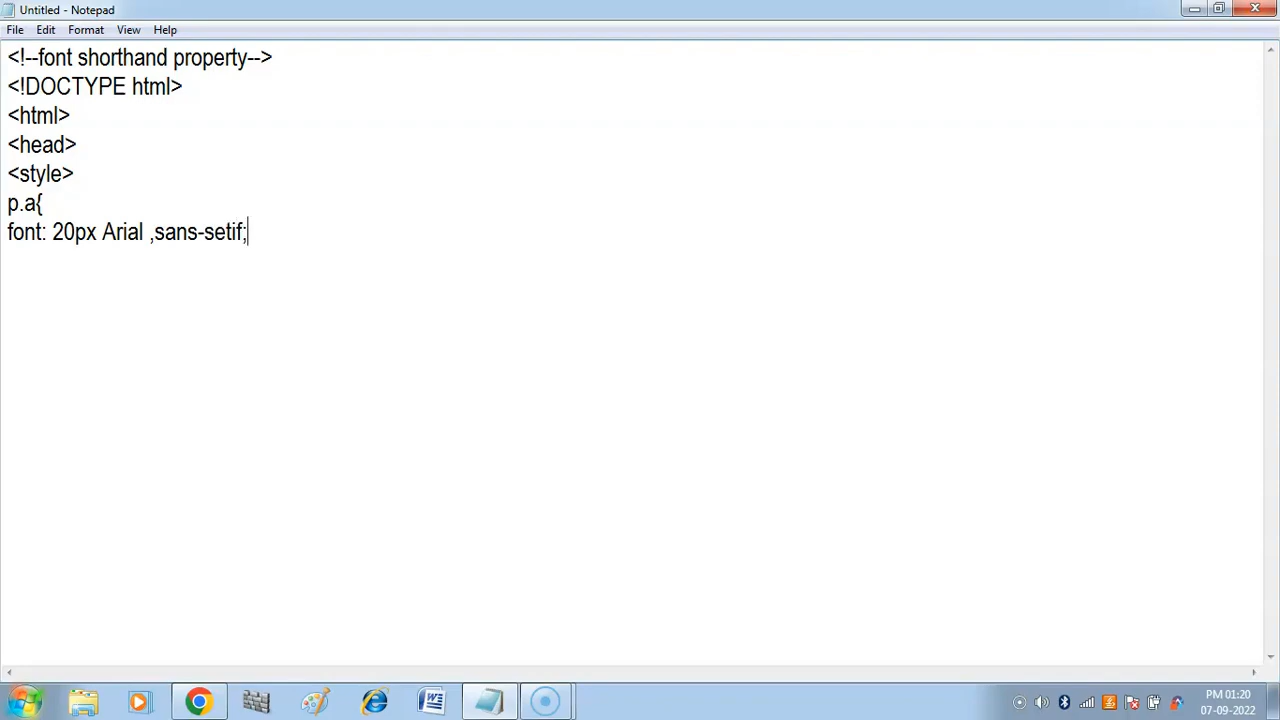 Untitled - Notepad
File Edit Format View Help
<!--font shorthand property-->
<!DOCTYPE html>
<html>
<head>
<style>
p.a{
font: 20px Arial ,sans-setif;
PM 01:20
07-09-2022